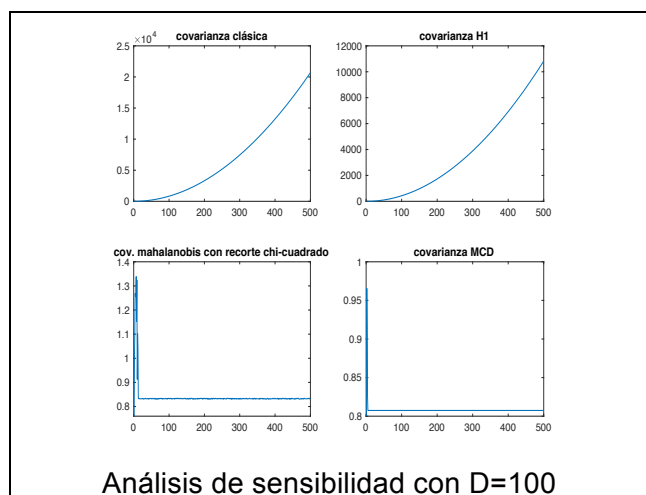 covarianza clásica
×10⁴
2.5
2
1.5
1
0.5
0
0 100 200 300 400 500
covarianza H1
12000
10000
8000
6000
4000
2000
0
0 100 200 300 400 500
cov. mahalanobis con recorte chi-cuadrado
1.4
1.3
1.2
1.1
1
0.9
0.8
0 100 200 300 400 500
covarianza MCD
1
0.95
0.9
0.85
0.8
0 100 200 300 400 500
Análisis de sensibilidad con D=100